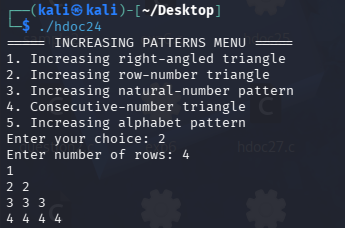 ┌──(kali㉿kali)-[~/Desktop]
└─$ ./hdoc24
===== INCREASING PATTERNS MENU =====
1. Increasing right-angled triangle
2. Increasing row-number triangle
3. Increasing natural-number pattern
4. Consecutive-number triangle
5. Increasing alphabet pattern
Enter your choice: 2
Enter number of rows: 4
1
2 2
3 3 3
4 4 4 4
hdoc27.c